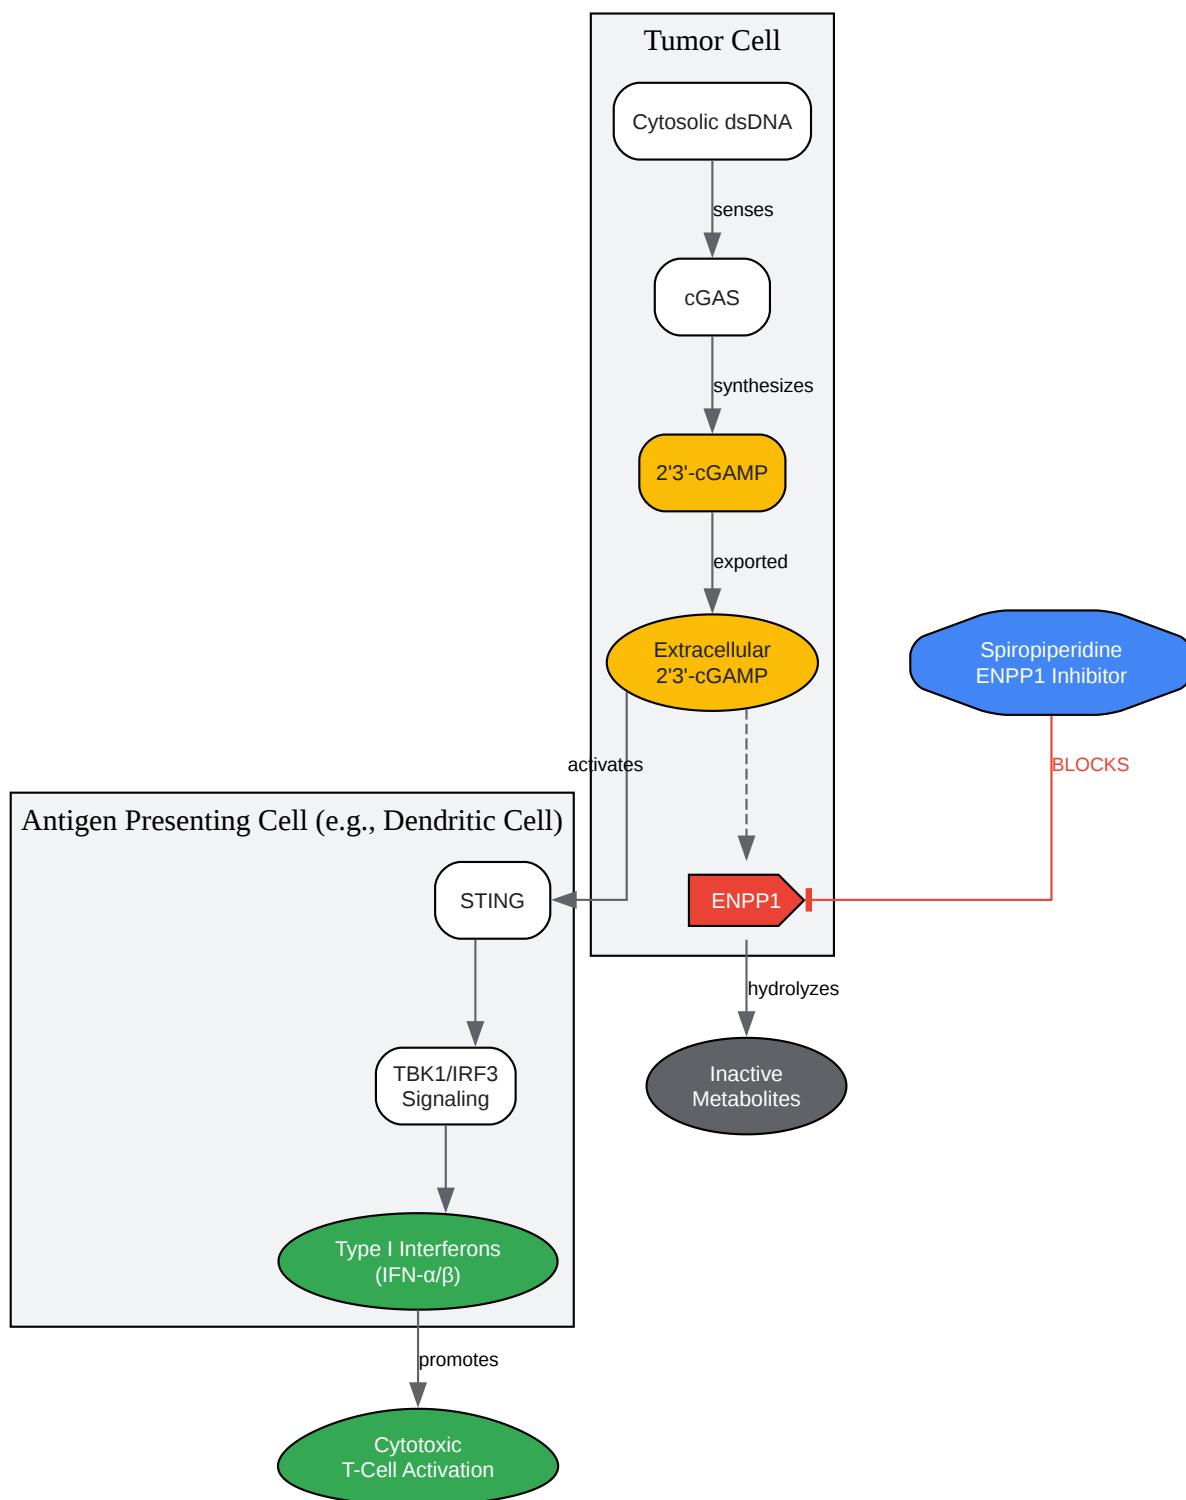 Tumor Cell
Cytosolic dsDNA
senses
cGAS
synthesizes
2'3'-cGAMP
exported
Extracellular
2'3'-cGAMP
Spiropiperidine
ENPP1 Inhibitor
activates
BLOCKS
Antigen Presenting Cell (e.g., Dendritic Cell)
STING
ENPP1
hydrolyzes
TBK1/IRF3
Signaling
Inactive
Metabolites
Type I Interferons
(IFN-α/β)
promotes
Cytotoxic
T-Cell Activation